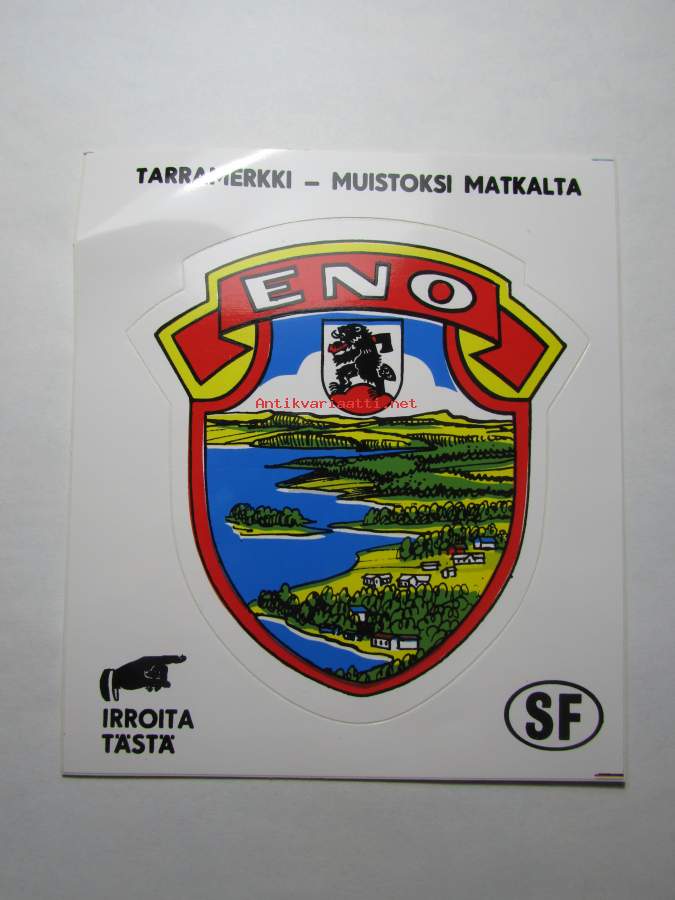 TARRAMERKKI – MUISTOKSI MATKALTA
ENO
Antikvariaatti.net
IRROITA
TÄSTÄ
SF